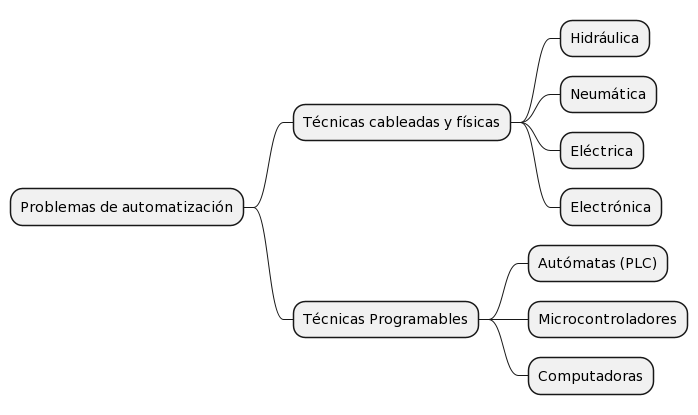 Problemas de automatización
Técnicas cableadas y físicas
Hidráulica
Neumática
Eléctrica
Electrónica
Técnicas Programables
Autómatas (PLC)
Microcontroladores
Computadoras